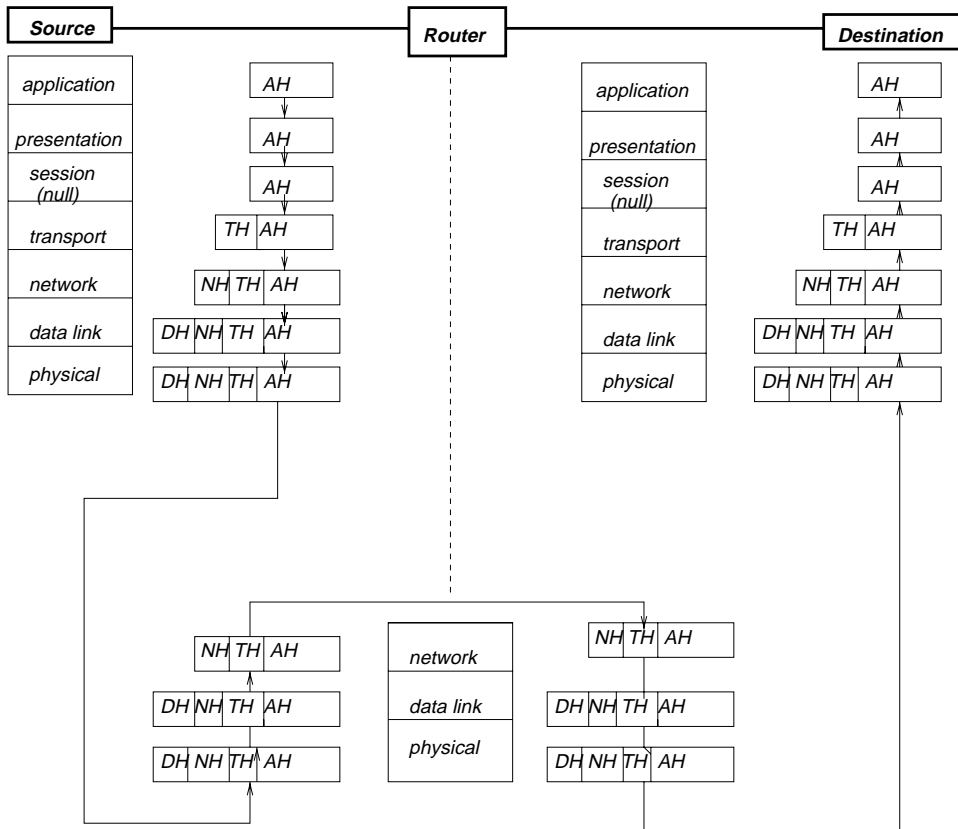 Source
Router
Destination
application
AH
presentation
AH
session
(null)
AH
transport
TH AH
network
NH TH AH
data link
DH NH TH AH
physical
DH NH TH AH
application
AH
presentation
AH
session
(null)
AH
transport
TH AH
network
NH TH AH
data link
DH NH TH AH
physical
DH NH TH AH
NH TH AH
DH NH TH AH
DH NH TH AH
network
data link
physical
NH TH AH
DH NH TH AH
DH NH TH AH